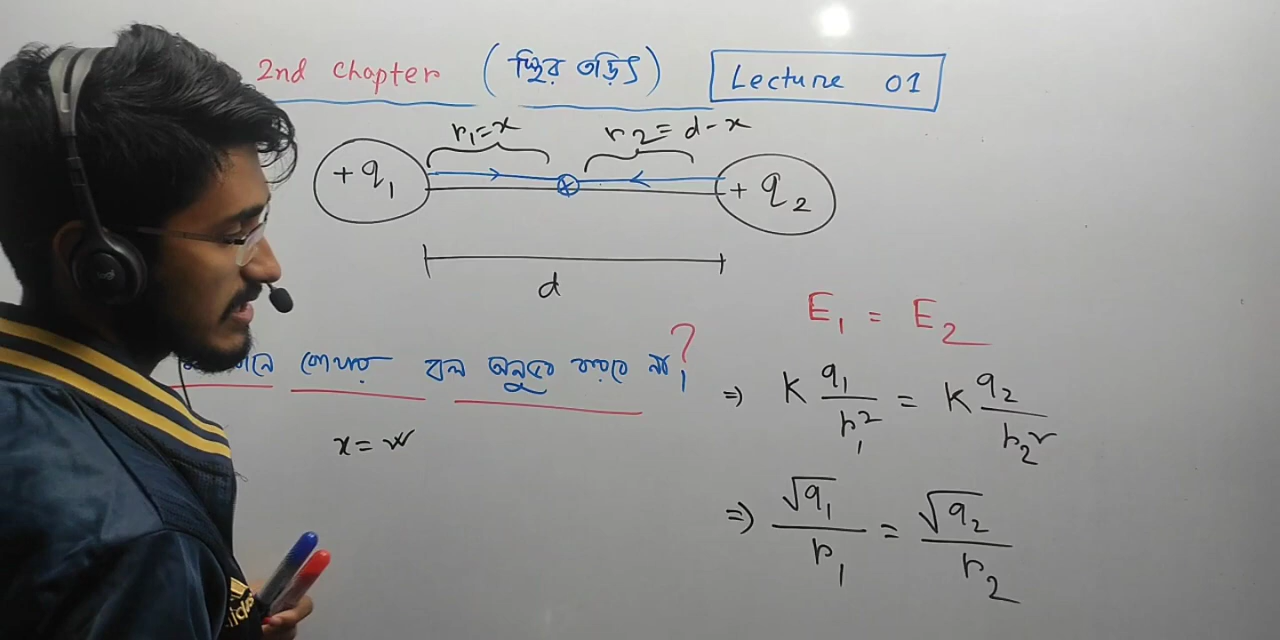 2nd Chapter (স্থির তড়িৎ) Lecture 01
r₁=x r₂=d-x
+q₁ +q₂
d
E₁ = E₂
কোথায় বল অনুভব করবে না?
⇒ K q₁/r₁² = K q₂/r₂²
x=
⇒ √q₁/r₁ = √q₂/r₂